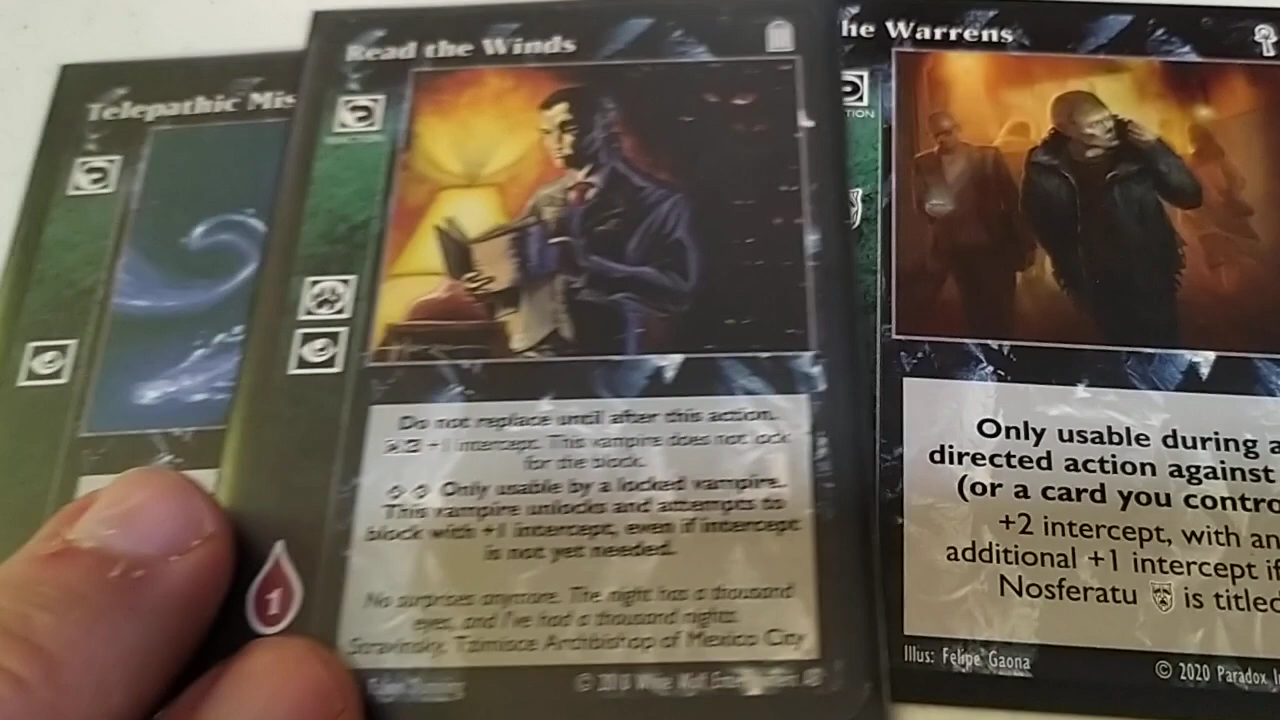 Telepathic Mis
Read the Winds
Do not replace until after this action.
+1 intercept. This vampire does not lock
for the block.
Only usable by a locked vampire.
This vampire unlocks and attempts to
block with +1 intercept, even if intercept
is not yet needed.
No surprises anymore. The night has a thousand
eyes, and I've had a thousand nights.
Stravinsky, Tzimisce Archbishop of Mexico City
1
he Warrens
TION
Only usable during a
directed action against
(or a card you contro
+2 intercept, with an
additional +1 intercept if
Nosferatu is titled
Illus: Felipe Gaona
© 2020 Paradox In